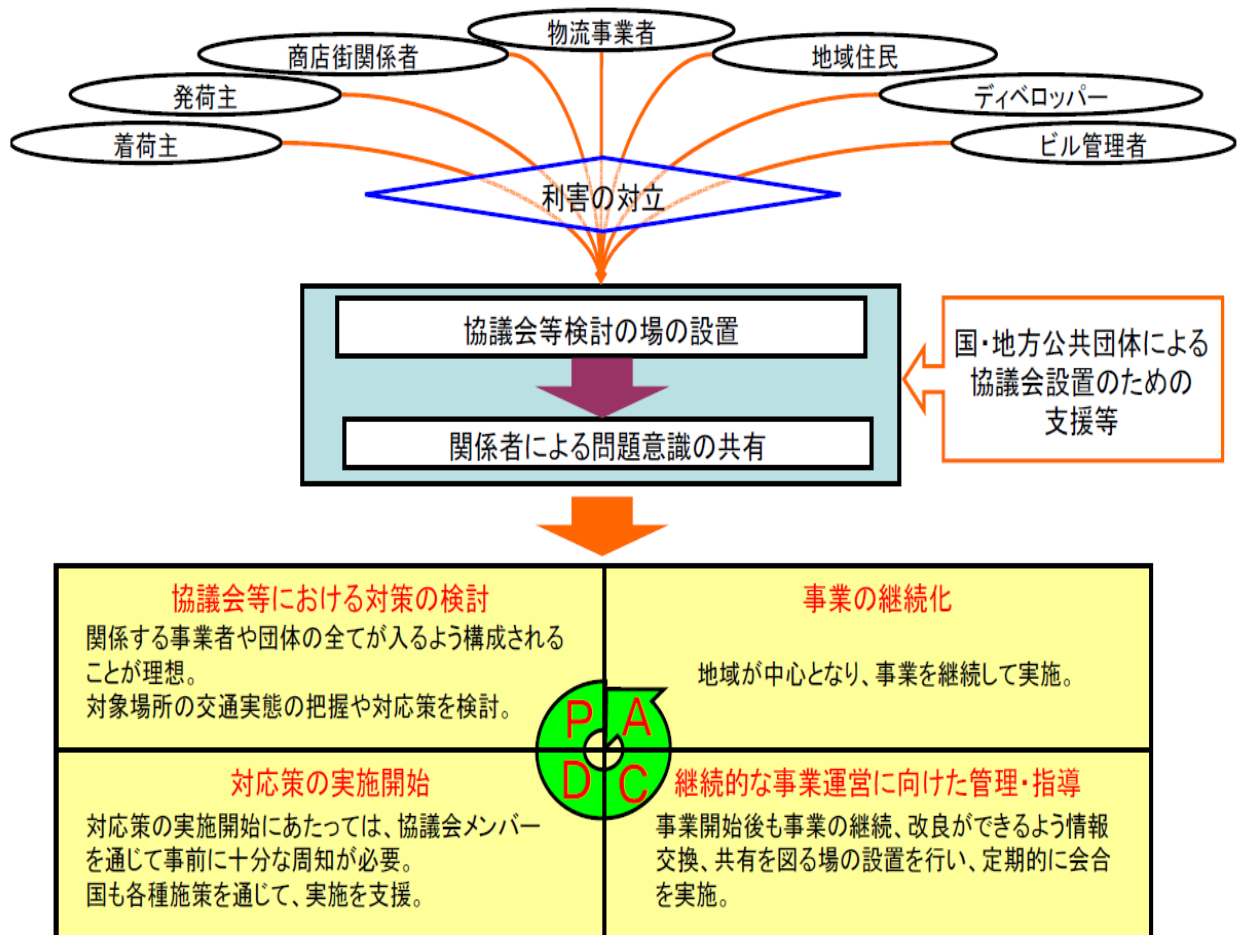 物流事業者
商店街関係者
地域住民
発荷主
ディベロッパー
着荷主
ビル管理者
利害の対立
協議会等検討の場の設置
関係者による問題意識の共有
国・地方公共団体による
協議会設置のための
支援等
協議会等における対策の検討
関係する事業者や団体の全てが入るよう構成される
ことが理想。
対象場所の交通実態の把握や対応策を検討。
事業の継続化
地域が中心となり、事業を継続して実施。
P
A
D
C
対応策の実施開始
対応策の実施開始にあたっては、協議会メンバー
を通じて事前に十分な周知が必要。
国も各種施策を通じて、実施を支援。
継続的な事業運営に向けた管理・指導
事業開始後も事業の継続、改良ができるよう情報
交換、共有を図る場の設置を行い、定期的に会合
を実施。